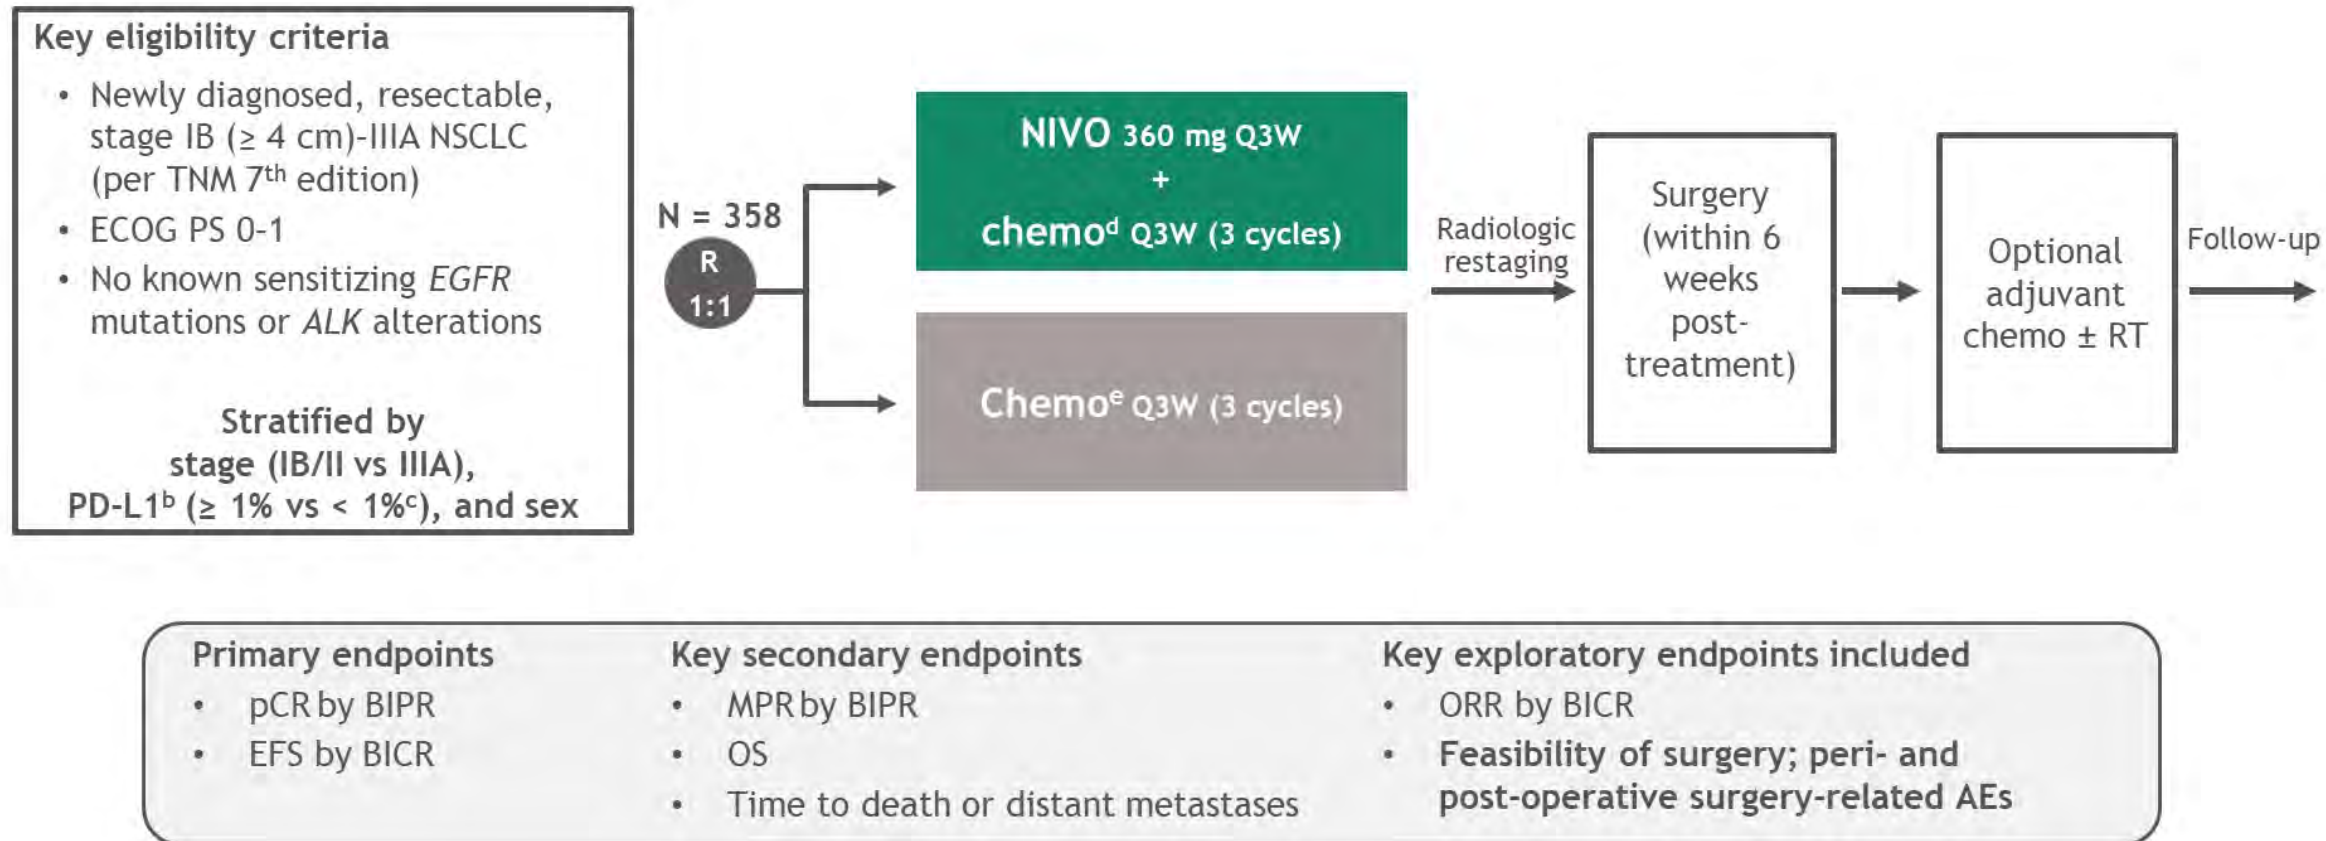 Key eligibility criteria
• Newly diagnosed, resectable,
stage IB (≥ 4 cm)-IIIA NSCLC
(per TNM 7th edition)
• ECOG PS 0-1
• No known sensitizing EGFR
mutations or ALK alterations
Stratified by
stage (IB/II vs IIIA),
PD-L1ᵇ (≥ 1% vs < 1%ᶜ), and sex
N = 358
R
1:1
NIVO 360 mg Q3W
+
chemoᵈ Q3W (3 cycles)
Chemoᵉ Q3W (3 cycles)
Radiologic
restaging
Surgery
(within 6
weeks
post-
treatment)
Optional
adjuvant
chemo ± RT
Follow-up
Primary endpoints
• pCR by BIPR
• EFS by BICR
Key secondary endpoints
• MPR by BIPR
• OS
• Time to death or distant metastases
Key exploratory endpoints included
• ORR by BICR
• Feasibility of surgery; peri- and
post-operative surgery-related AEs